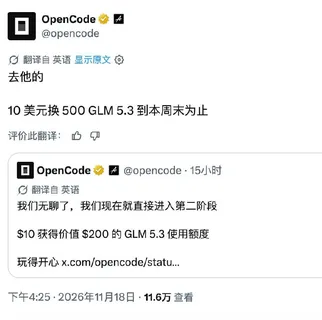 OpenCode
@opencode
翻译自 英语 显示原文
去他的
10 美元换 500 GLM 5.3 到本周末为止
评价此翻译:
OpenCode @opencode · 15小时
翻译自 英语
我们无聊了，我们现在就直接进入第二阶段
$10 获得价值 $200 的 GLM 5.3 使用额度
玩得开心 x.com/opencode/statu...
下午4:25 · 2026年11月18日 · 11.6万 查看